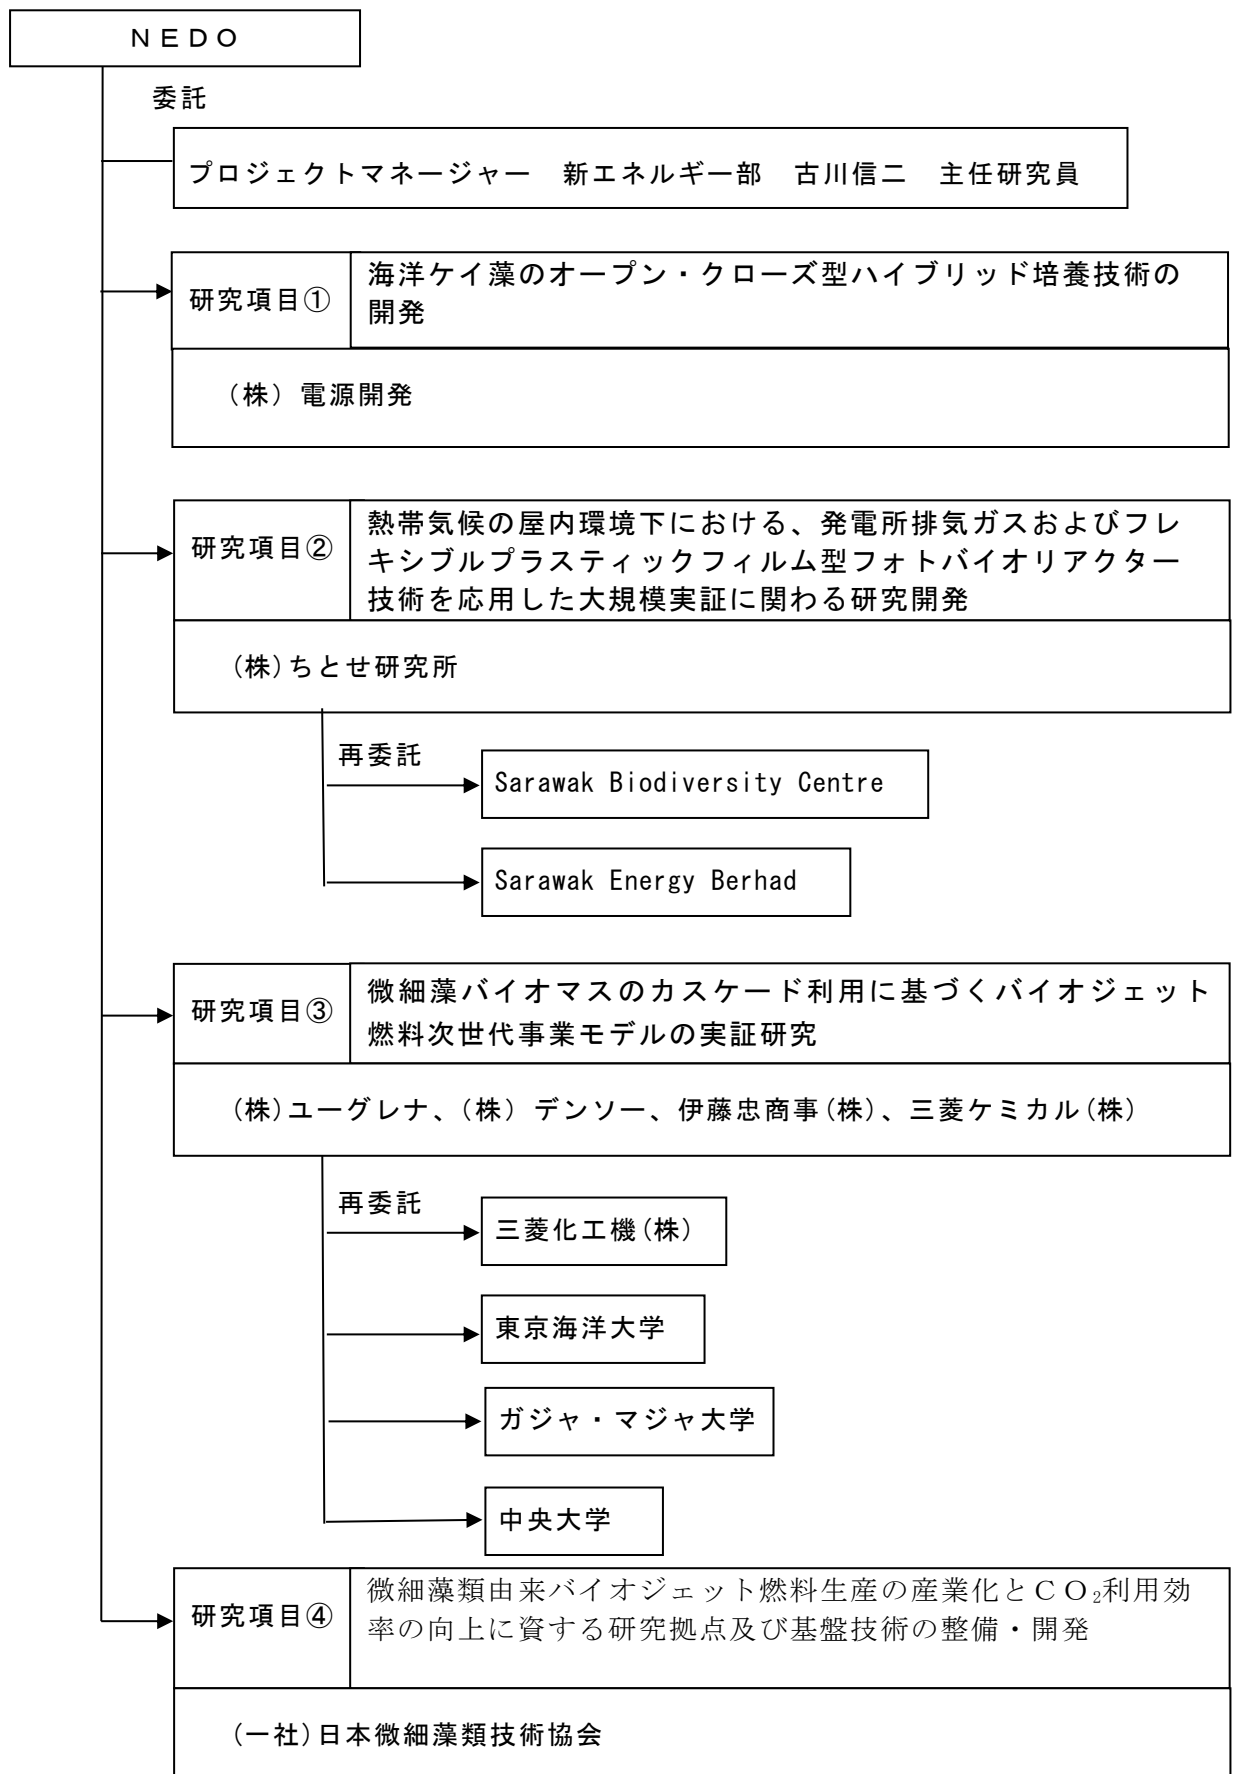 ＮＥＤＯ
委託
プロジェクトマネージャー　新エネルギー部　古川信二　主任研究員
研究項目①
海洋ケイ藻のオープン・クローズ型ハイブリッド培養技術の
開発
（株）電源開発
研究項目②
熱帯気候の屋内環境下における、発電所排気ガスおよびフレ
キシブルプラスティックフィルム型フォトバイオリアクター
技術を応用した大規模実証に関わる研究開発
(株)ちとせ研究所
再委託
Sarawak Biodiversity Centre
Sarawak Energy Berhad
研究項目③
微細藻バイオマスのカスケード利用に基づくバイオジェット
燃料次世代事業モデルの実証研究
(株)ユーグレナ、(株）デンソー、伊藤忠商事(株)、三菱ケミカル(株)
再委託
三菱化工機(株)
東京海洋大学
ガジャ・マジャ大学
中央大学
研究項目④
微細藻類由来バイオジェット燃料生産の産業化とＣＯ₂利用効
率の向上に資する研究拠点及び基盤技術の整備・開発
(一社)日本微細藻類技術協会